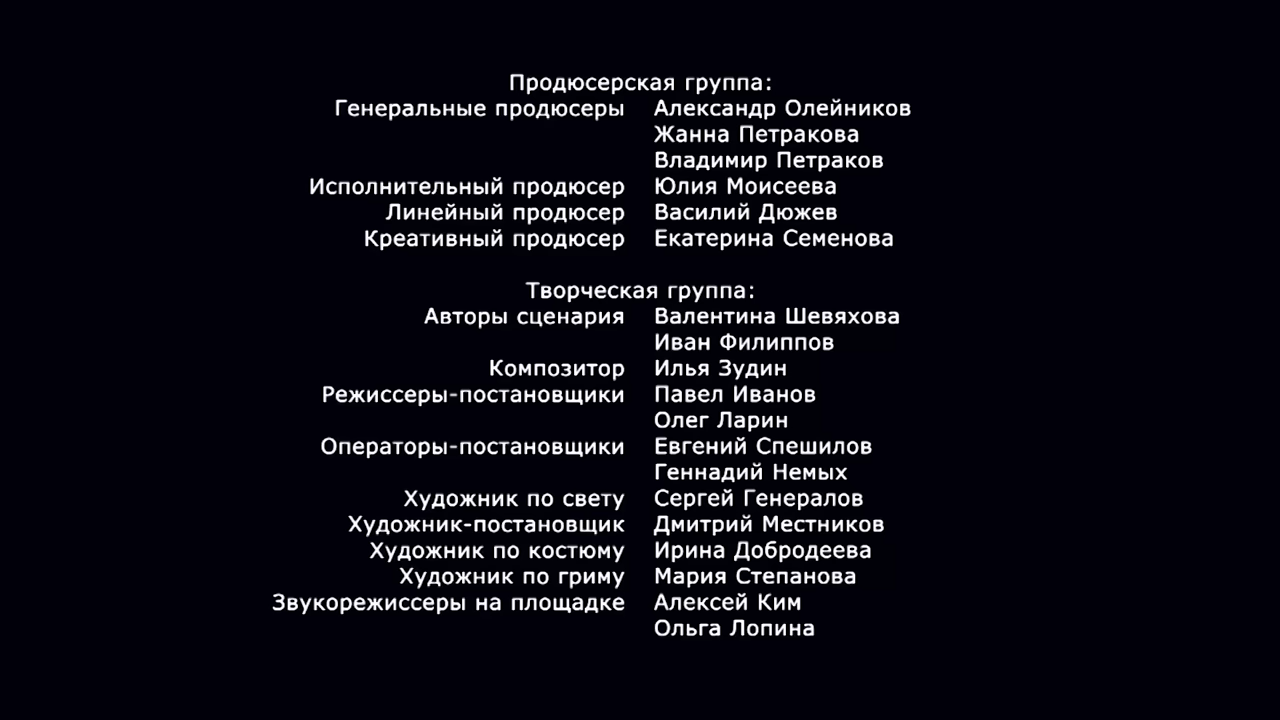 Продюсерская группа:
Генеральные продюсеры Александр Олейников
Жанна Петракова
Владимир Петраков
Исполнительный продюсер Юлия Моисеева
Линейный продюсер Василий Дюжев
Креативный продюсер Екатерина Семенова
Творческая группа:
Авторы сценария Валентина Шевяхова
Иван Филиппов
Композитор Илья Зудин
Режиссеры-постановщики Павел Иванов
Олег Ларин
Операторы-постановщики Евгений Спешилов
Геннадий Немых
Художник по свету Сергей Генералов
Художник-постановщик Дмитрий Местников
Художник по костюму Ирина Добродеева
Художник по гриму Мария Степанова
Звукорежиссеры на площадке Алексей Ким
Ольга Лопина